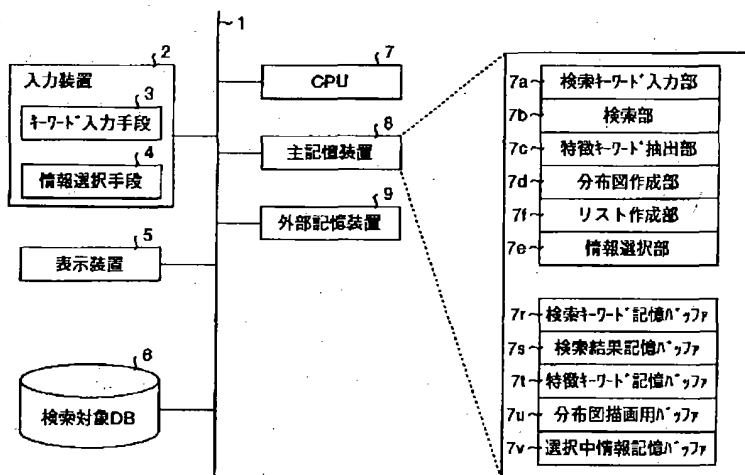 1
2
入力装置
3
ｷｰﾜｰﾄﾞ入力手段
4
情報選択手段
5
表示装置
6
検索対象DB
7
CPU
8
主記憶装置
9
外部記憶装置
7a 検索ｷｰﾜｰﾄﾞ入力部
7b 検索部
7c 特徴ｷｰﾜｰﾄﾞ抽出部
7d 分布図作成部
7f リスト作成部
7e 情報選択部
7r 検索ｷｰﾜｰﾄﾞ記憶ﾊﾞｯﾌｧ
7s 検索結果記憶ﾊﾞｯﾌｧ
7t 特徴ｷｰﾜｰﾄﾞ記憶ﾊﾞｯﾌｧ
7u 分布図描画用ﾊﾞｯﾌｧ
7v 選択中情報記憶ﾊﾞｯﾌｧ